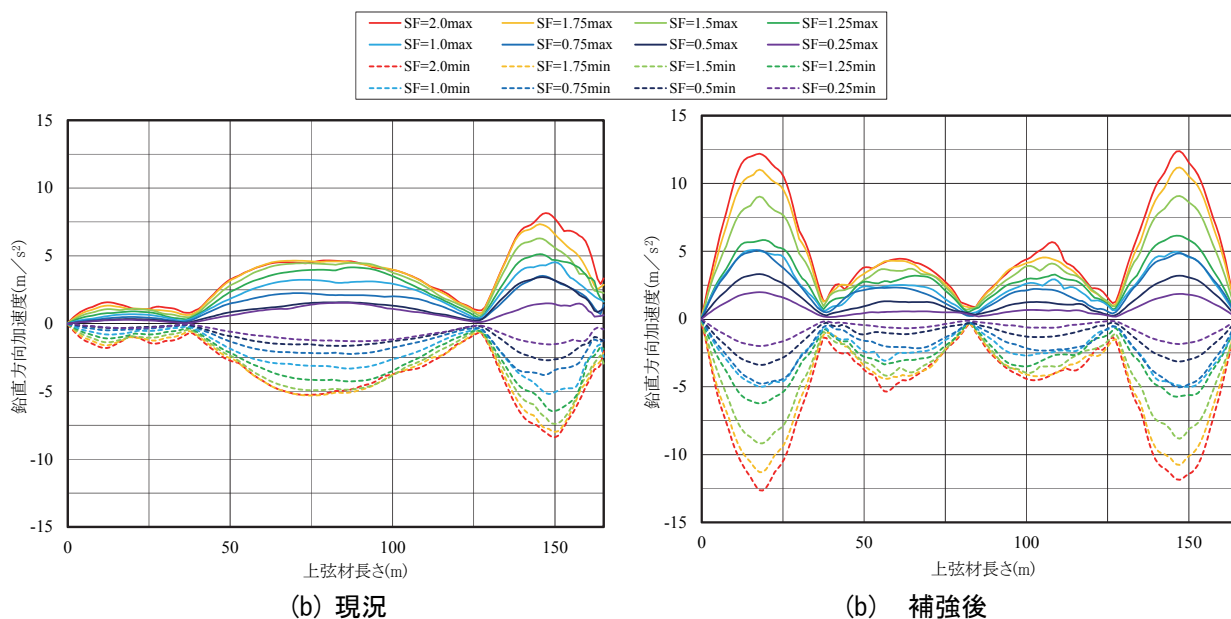 SF=2.0max SF=1.75max SF=1.5max SF=1.25max
SF=1.0max SF=0.75max SF=0.5max SF=0.25max
SF=2.0min SF=1.75min SF=1.5min SF=1.25min
SF=1.0min SF=0.75min SF=0.5min SF=0.25min
15
10
5
0
-5
-10
-15
鉛直方向加速度(m/s²)
0 50 100 150
上弦材長さ(m)
(b) 現況
15
10
5
0
-5
-10
-15
鉛直方向加速度(m/s²)
0 50 100 150
上弦材長さ(m)
(b) 補強後